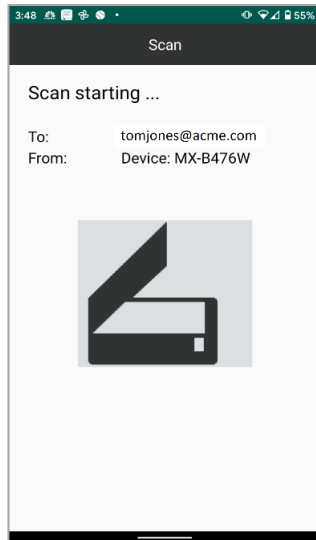 3:48 55%
Scan
Scan starting ...
To: tomjones@acme.com
From: Device: MX-B476W